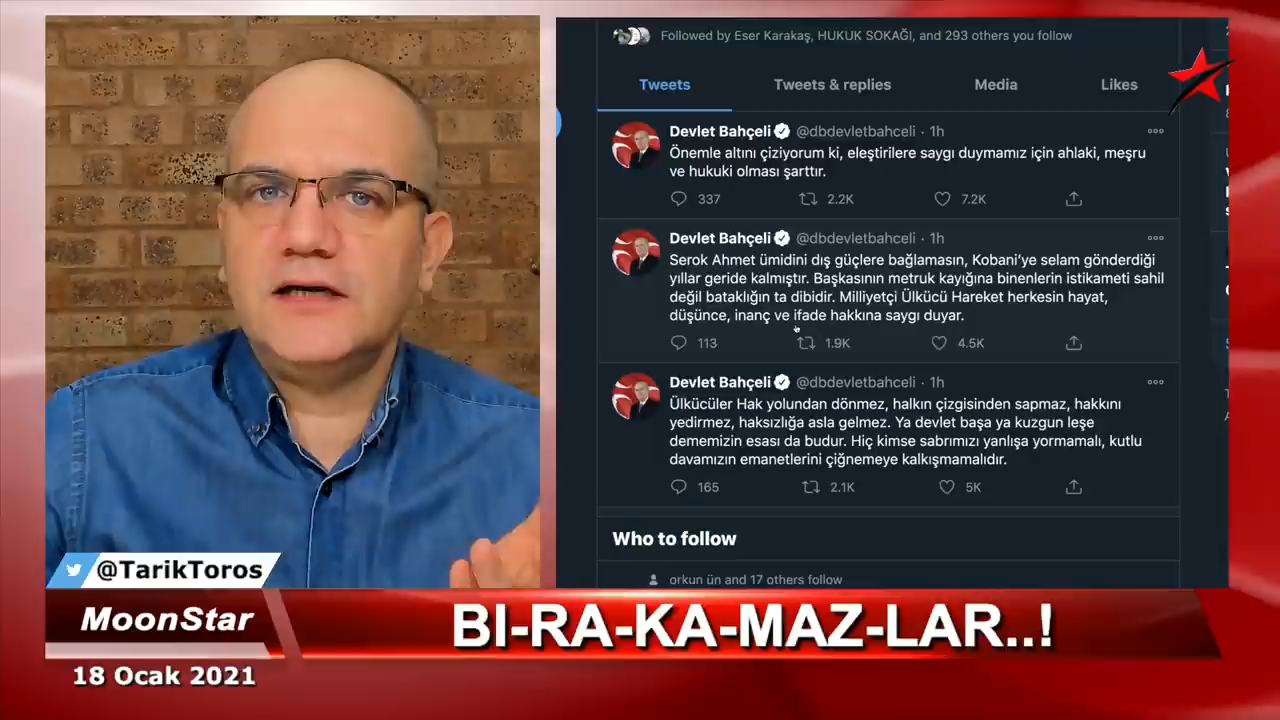 Followed by Eser Karakaş, HUKUK SOKAĞI, and 293 others you follow
Tweets Tweets & replies Media Likes
Devlet Bahçeli @dbdevletbahceli · 1h
Önemle altını çiziyorum ki, eleştirilere saygı duymamız için ahlaki, meşru
ve hukuki olması şarttır.
337 2.2K 7.2K
Devlet Bahçeli @dbdevletbahceli · 1h
Serok Ahmet ümidini dış güçlere bağlamasın, Kobani’ye selam gönderdiği
yıllar geride kalmıştır. Başkasının metruk kayığına binenlerin istikameti sahil
değil bataklığın ta dibidir. Milliyetçi Ülkücü Hareket herkesin hayat,
düşünce, inanç ve ifade hakkına saygı duyar.
113 1.9K 4.5K
Devlet Bahçeli @dbdevletbahceli · 1h
Ülkücüler Hak yolundan dönmez, halkın çizgisinden sapmaz, hakkını
yedirmez, haksızlığa asla gelmez. Ya devlet başa ya kuzgun leşe
dememizin esası da budur. Hiç kimse sabrımızı yanlışa yormamalı, kutlu
davamızın emanetlerini çiğnemeye kalkışmamalıdır.
165 2.1K 5K
Who to follow
orkun ün and 17 others follow
@TarikToros
MoonStar
BI-RA-KA-MAZ-LAR..!
18 Ocak 2021